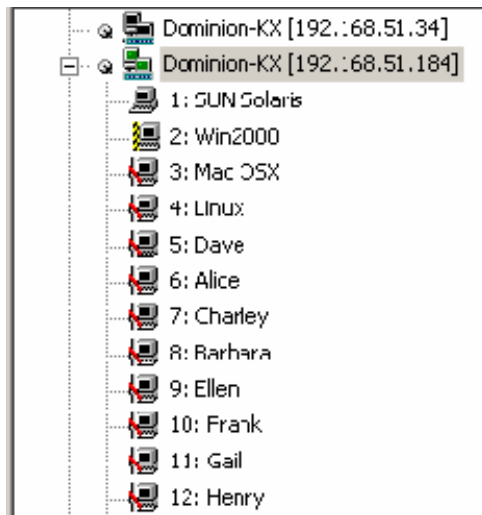 Dominion-KX [192.168.51.34]
Dominion-KX [192.168.51.184]
1: SUN Solaris
2: Win2000
3: Mac OSX
4: Linux
5: Dave
6: Alice
7: Charley
8: Barbara
9: Ellen
10: Frank
11: Gail
12: Henry